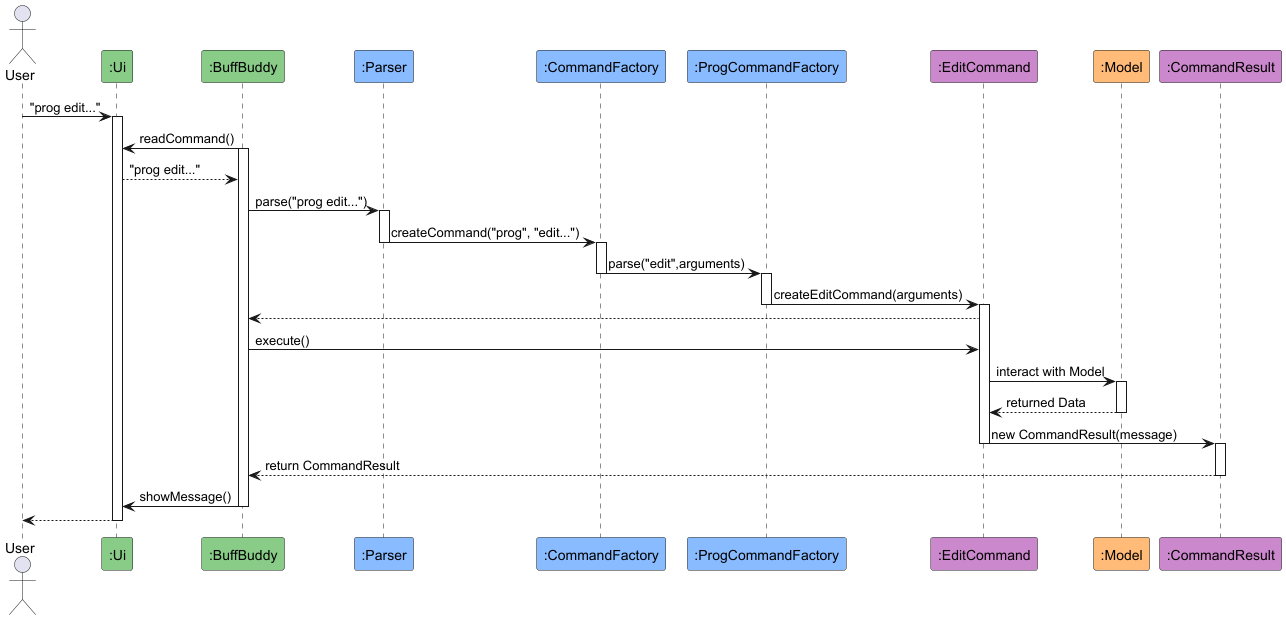 User
:Ui
:BuffBuddy
:Parser
:CommandFactory
:ProgCommandFactory
:EditCommand
:Model
:CommandResult
"prog edit..."
readCommand()
"prog edit..."
parse("prog edit...")
createCommand("prog", "edit...")
parse("edit",arguments)
createEditCommand(arguments)
execute()
interact with Model
returned Data
new CommandResult(message)
return CommandResult
showMessage()
User
:Ui
:BuffBuddy
:Parser
:CommandFactory
:ProgCommandFactory
:EditCommand
:Model
:CommandResult